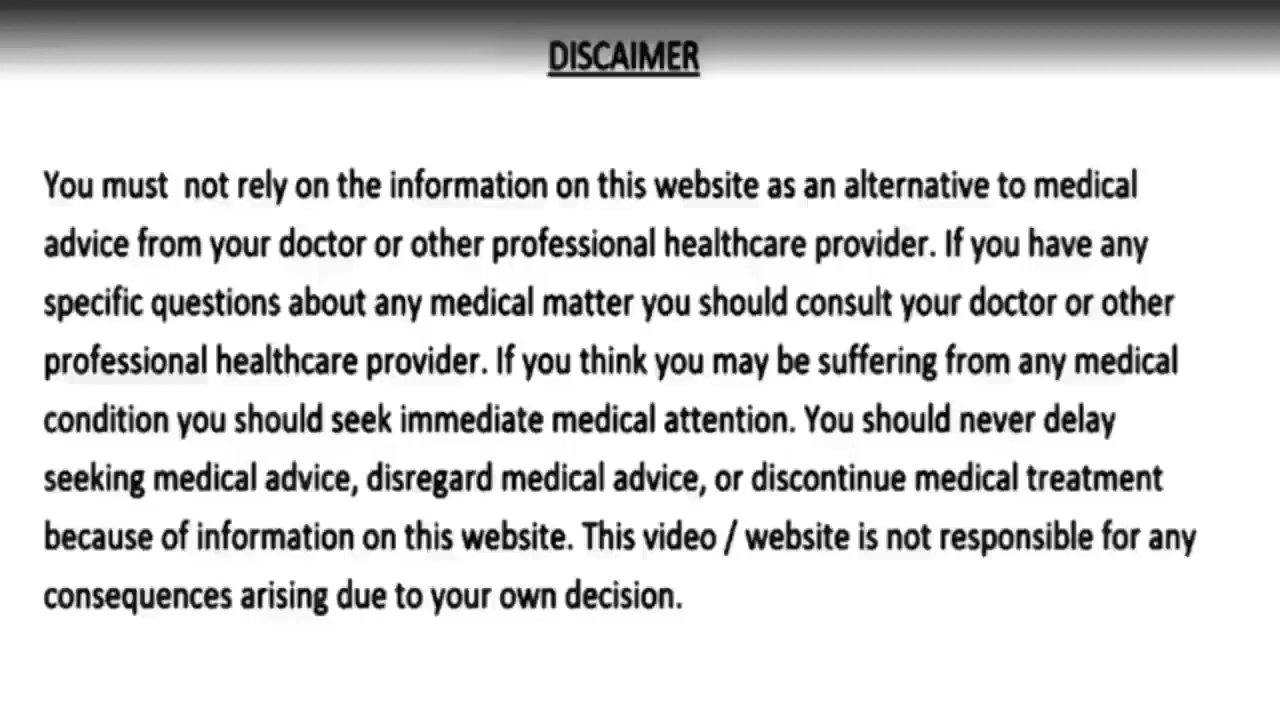 DISCAIMER
You must  not rely on the information on this website as an alternative to medical
advice from your doctor or other professional healthcare provider. If you have any
specific questions about any medical matter you should consult your doctor or other
professional healthcare provider. If you think you may be suffering from any medical
condition you should seek immediate medical attention. You should never delay
seeking medical advice, disregard medical advice, or discontinue medical treatment
because of information on this website. This video / website is not responsible for any
consequences arising due to your own decision.